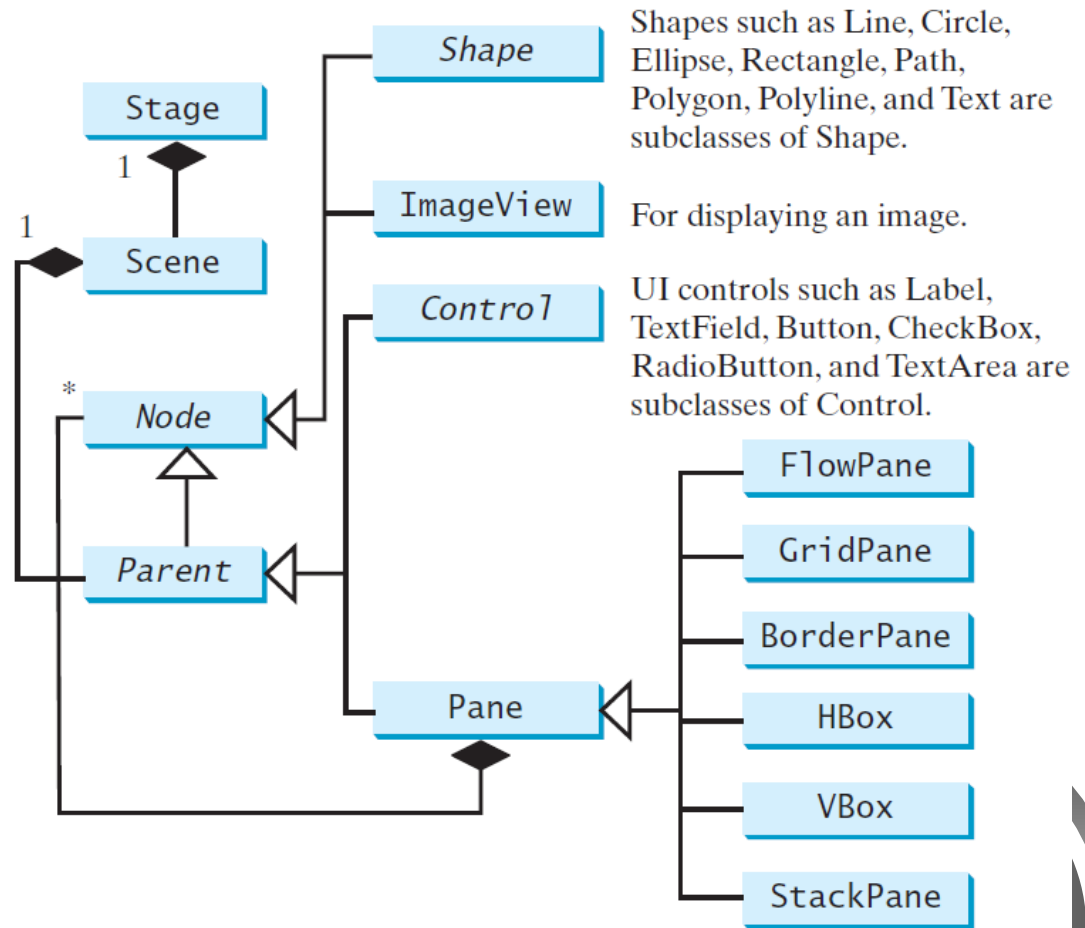 Shape
Shapes such as Line, Circle,
Ellipse, Rectangle, Path,
Polygon, Polyline, and Text are
subclasses of Shape.
Stage
1
ImageView
For displaying an image.
1
Scene
Control
UI controls such as Label,
TextField, Button, CheckBox,
RadioButton, and TextArea are
subclasses of Control.
*
Node
FlowPane
GridPane
Parent
BorderPane
Pane
HBox
VBox
StackPane